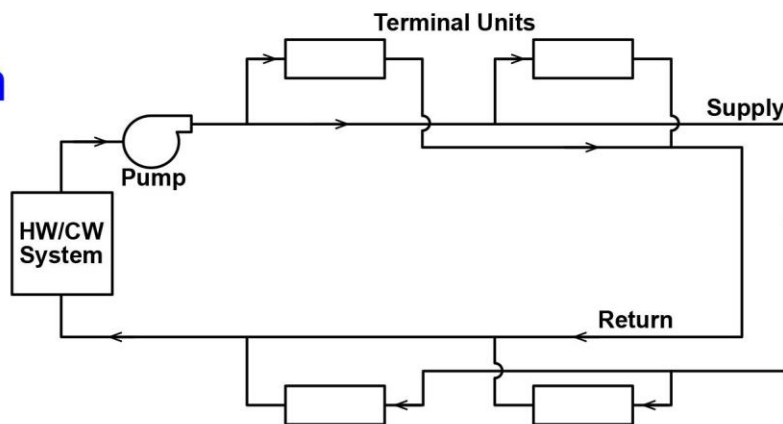 Terminal Units
Supply
Pump
HW/CW
System
Return